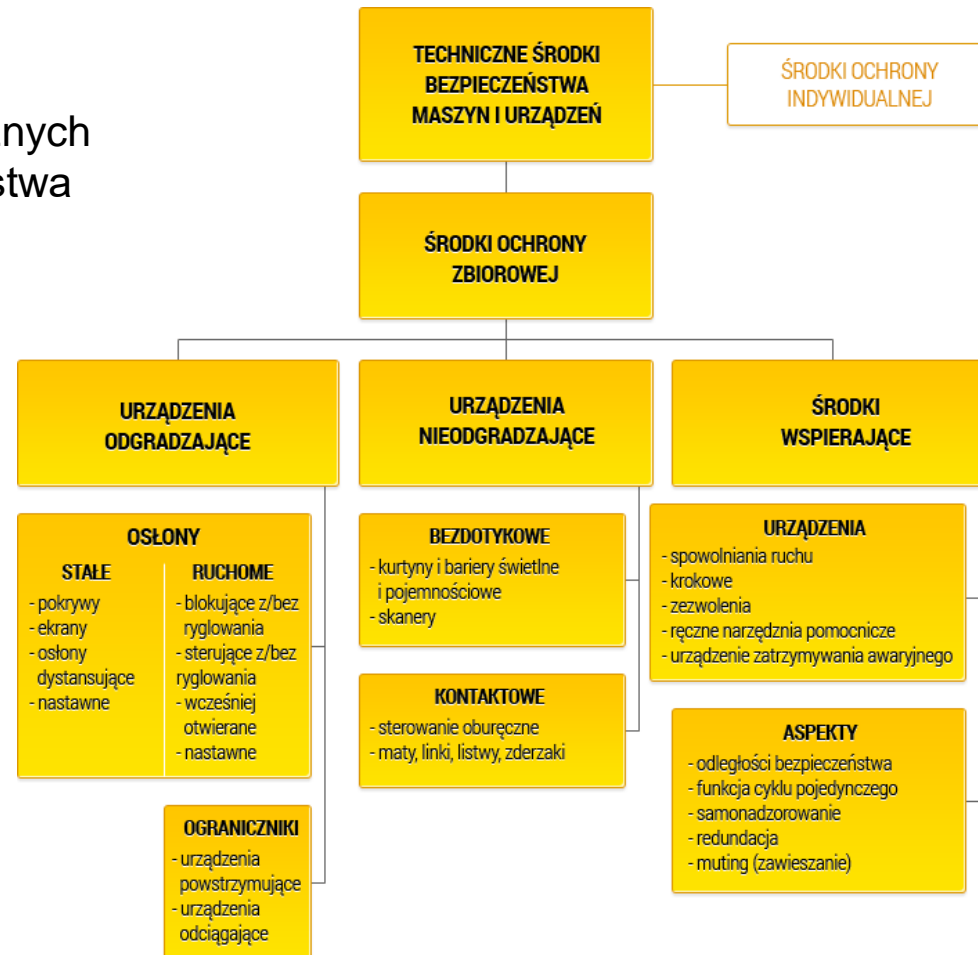 TECHNICZNE ŚRODKI
BEZPIECZEŃSTWA
MASZYN I URZĄDZEŃ
ŚRODKI OCHRONY
INDYWIDUALNEJ
nych
stwa
ŚRODKI OCHRONY
ZBIOROWEJ
URZĄDZENIA
ODGRADZAJĄCE
URZĄDZENIA
NIEODGRADZAJĄCE
ŚRODKI
WSPIERAJĄCE
OSŁONY
STAŁE
- pokrywy
- ekrany
- osłony
dystansujące
- nastawne
RUCHOME
- blokujące z/bez
ryglowania
- sterujące z/bez
ryglowania
- wcześniej
otwierane
- nastawne
OGRANICZNIKI
- urządzenia
powstrzymujące
- urządzenia
odciągające
BEZDOTYKOWE
- kurtyny i bariery świetlne
i pojemnościowe
- skanery
KONTAKTOWE
- sterowanie oburęczne
- maty, linki, listwy, zderzaki
URZĄDZENIA
- spowolniania ruchu
- krokowe
- zezwolenia
- ręczne narzędznia pomocnicze
- urządzenie zatrzymywania awaryjnego
ASPEKTY
- odległości bezpieczeństwa
- funkcja cyklu pojedynczego
- samonadzorowanie
- redundacja
- muting (zawieszanie)